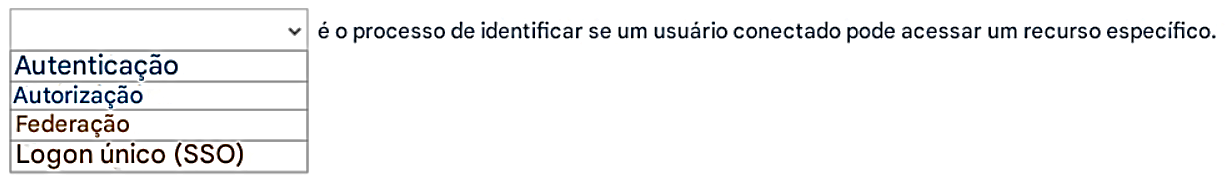 é o processo de identificar se um usuário conectado pode acessar um recurso específico.
Autenticação
Autorização
Federação
Logon único (SSO)